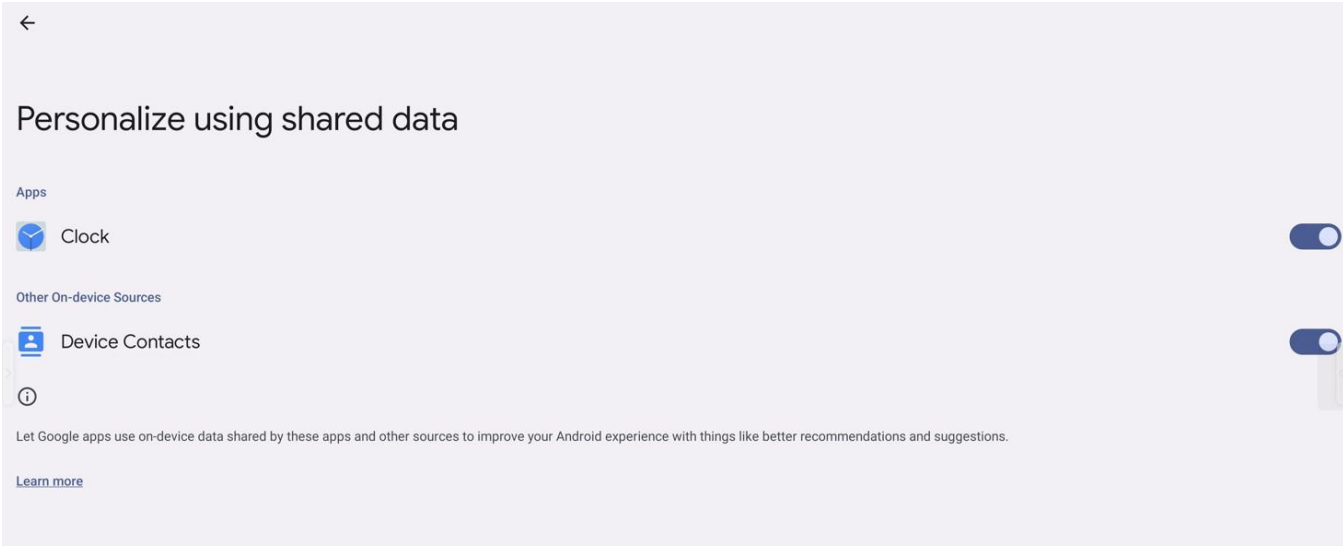 Personalize using shared data
Apps
Clock
Other On-device Sources
Device Contacts
Let Google apps use on-device data shared by these apps and other sources to improve your Android experience with things like better recommendations and suggestions.
Learn more